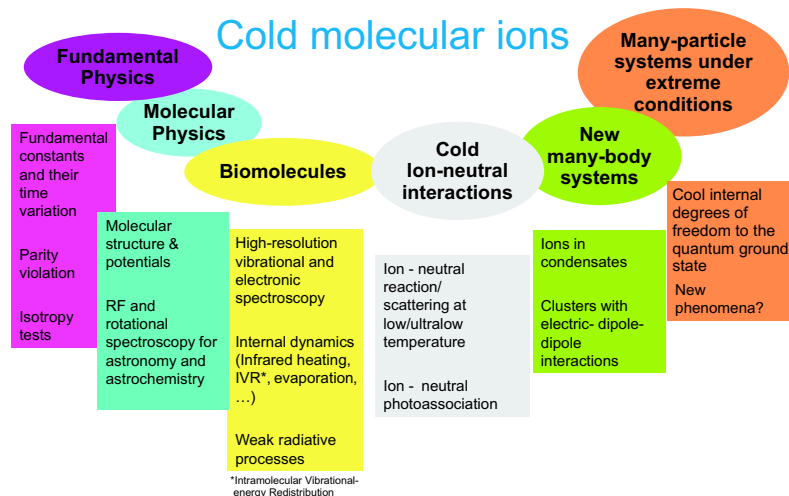 Cold molecular ions
Fundamental
Physics
Molecular
Physics
Biomolecules
Cold
Ion-neutral
interactions
New
many-body
systems
Many-particle
systems under
extreme
conditions
Fundamental
constants
and their
time
variation
Parity
violation
Isotropy
tests
Molecular
structure &
potentials
RF and
rotational
spectroscopy for
astronomy and
astrochemistry
High-resolution
vibrational and
electronic
spectroscopy
Internal dynamics
(Infrared heating,
IVR*, evaporation,
…)
Weak radiative
processes
*Intramolecular Vibrational-
energy Redistribution
Ion - neutral
reaction/
scattering at
low/ultralow
temperature
Ion - neutral
photoassociation
Ions in
condensates
Clusters with
electric- dipole-
dipole
interactions
Cool internal
degrees of
freedom to the
quantum ground
state
New
phenomena?